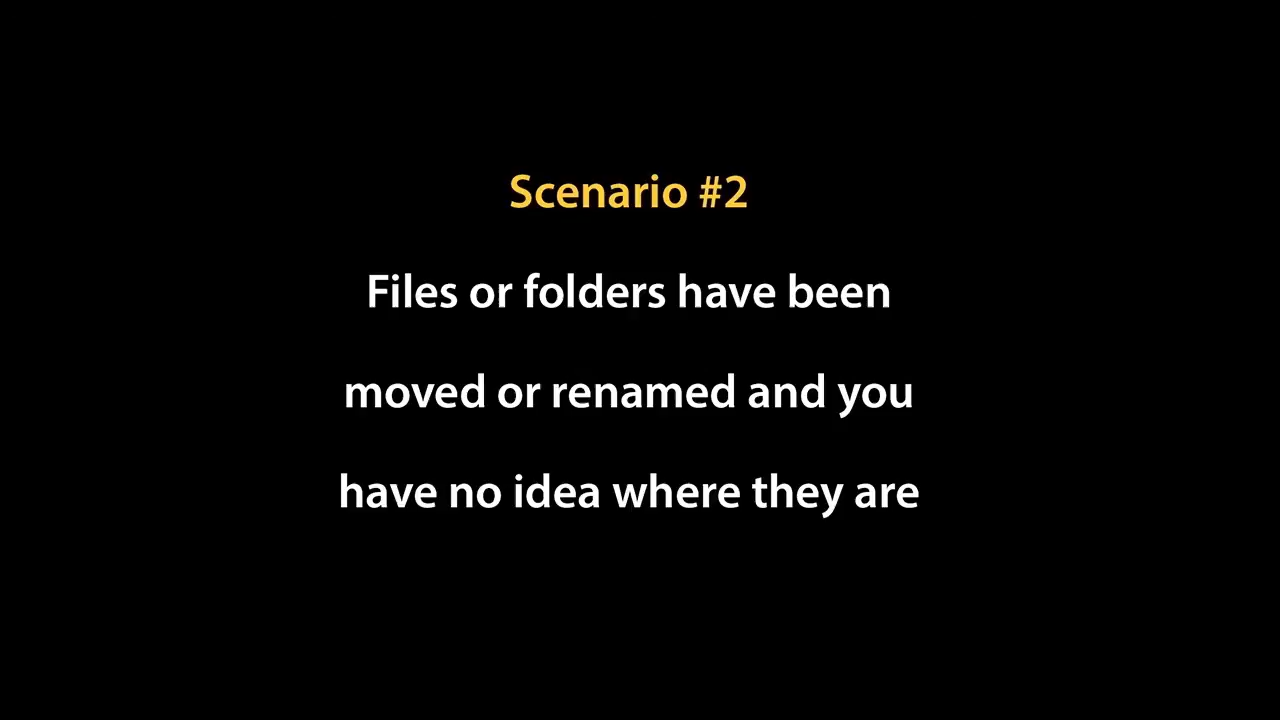 Scenario #2
Files or folders have been
moved or renamed and you
have no idea where they are